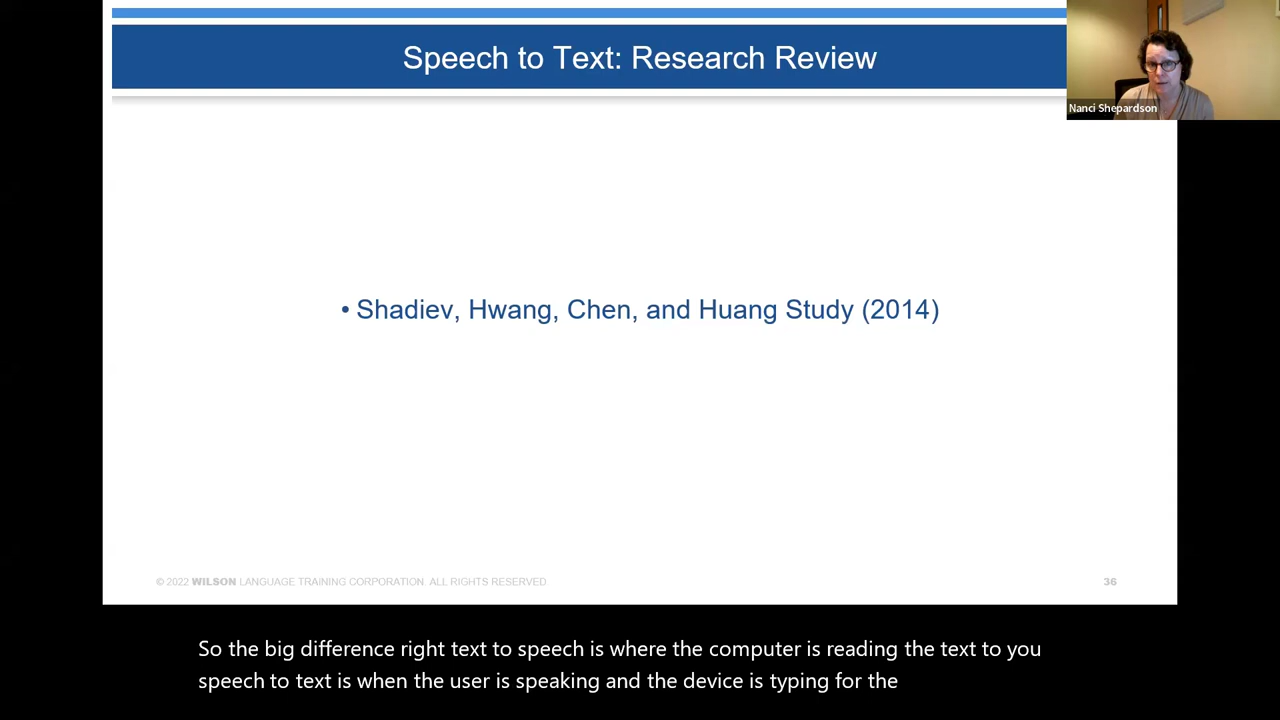 Speech to Text: Research Review
Nanci Shepardson
• Shadiev, Hwang, Chen, and Huang Study (2014)
© 2022 WILSON LANGUAGE TRAINING CORPORATION. ALL RIGHTS RESERVED
36
So the big difference right text to speech is where the computer is reading the text to you
speech to text is when the user is speaking and the device is typing for the